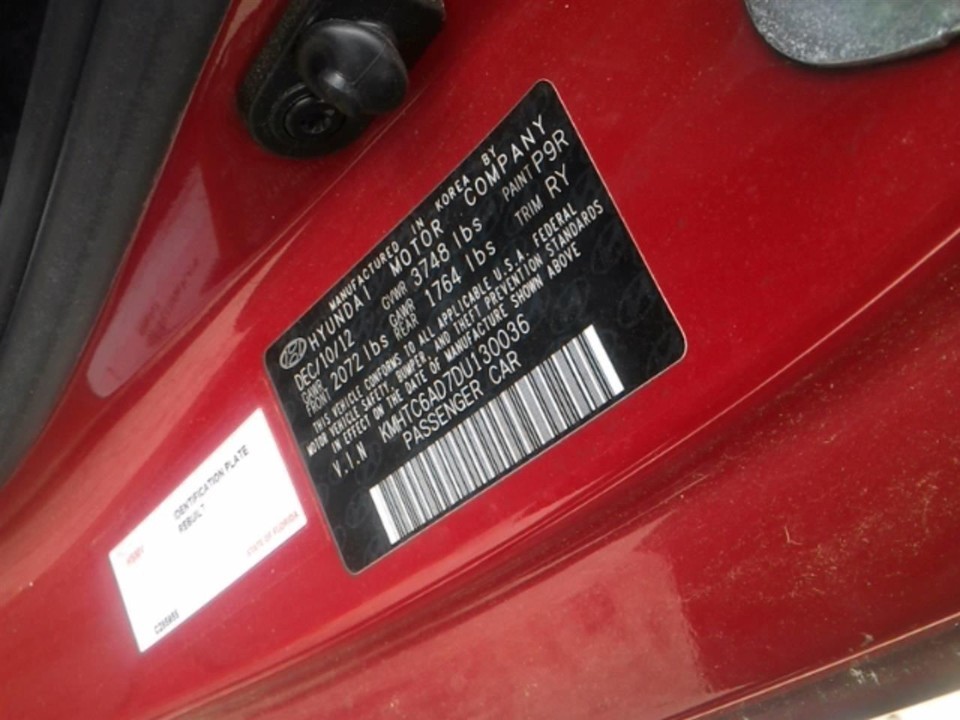 MANUFACTURED IN KOREA BY
HYUNDAI MOTOR COMPANY
DEC/10/12 GVWR 3748 lbs PAINT P9R
GAWR FRONT 2072 lbs GAWR REAR 1764 lbs TRIM RY
THIS VEHICLE CONFORMS TO ALL APPLICABLE U.S.A. FEDERAL
MOTOR VEHICLE SAFETY, BUMPER, AND THEFT PREVENTION STANDARDS
IN EFFECT ON THE DATE OF MANUFACTURE SHOWN ABOVE
V.I.N KMHTC6AD7DU130036
PASSENGER CAR
IDENTIFICATION PLATE
REBUILT
STATE OF FLORIDA